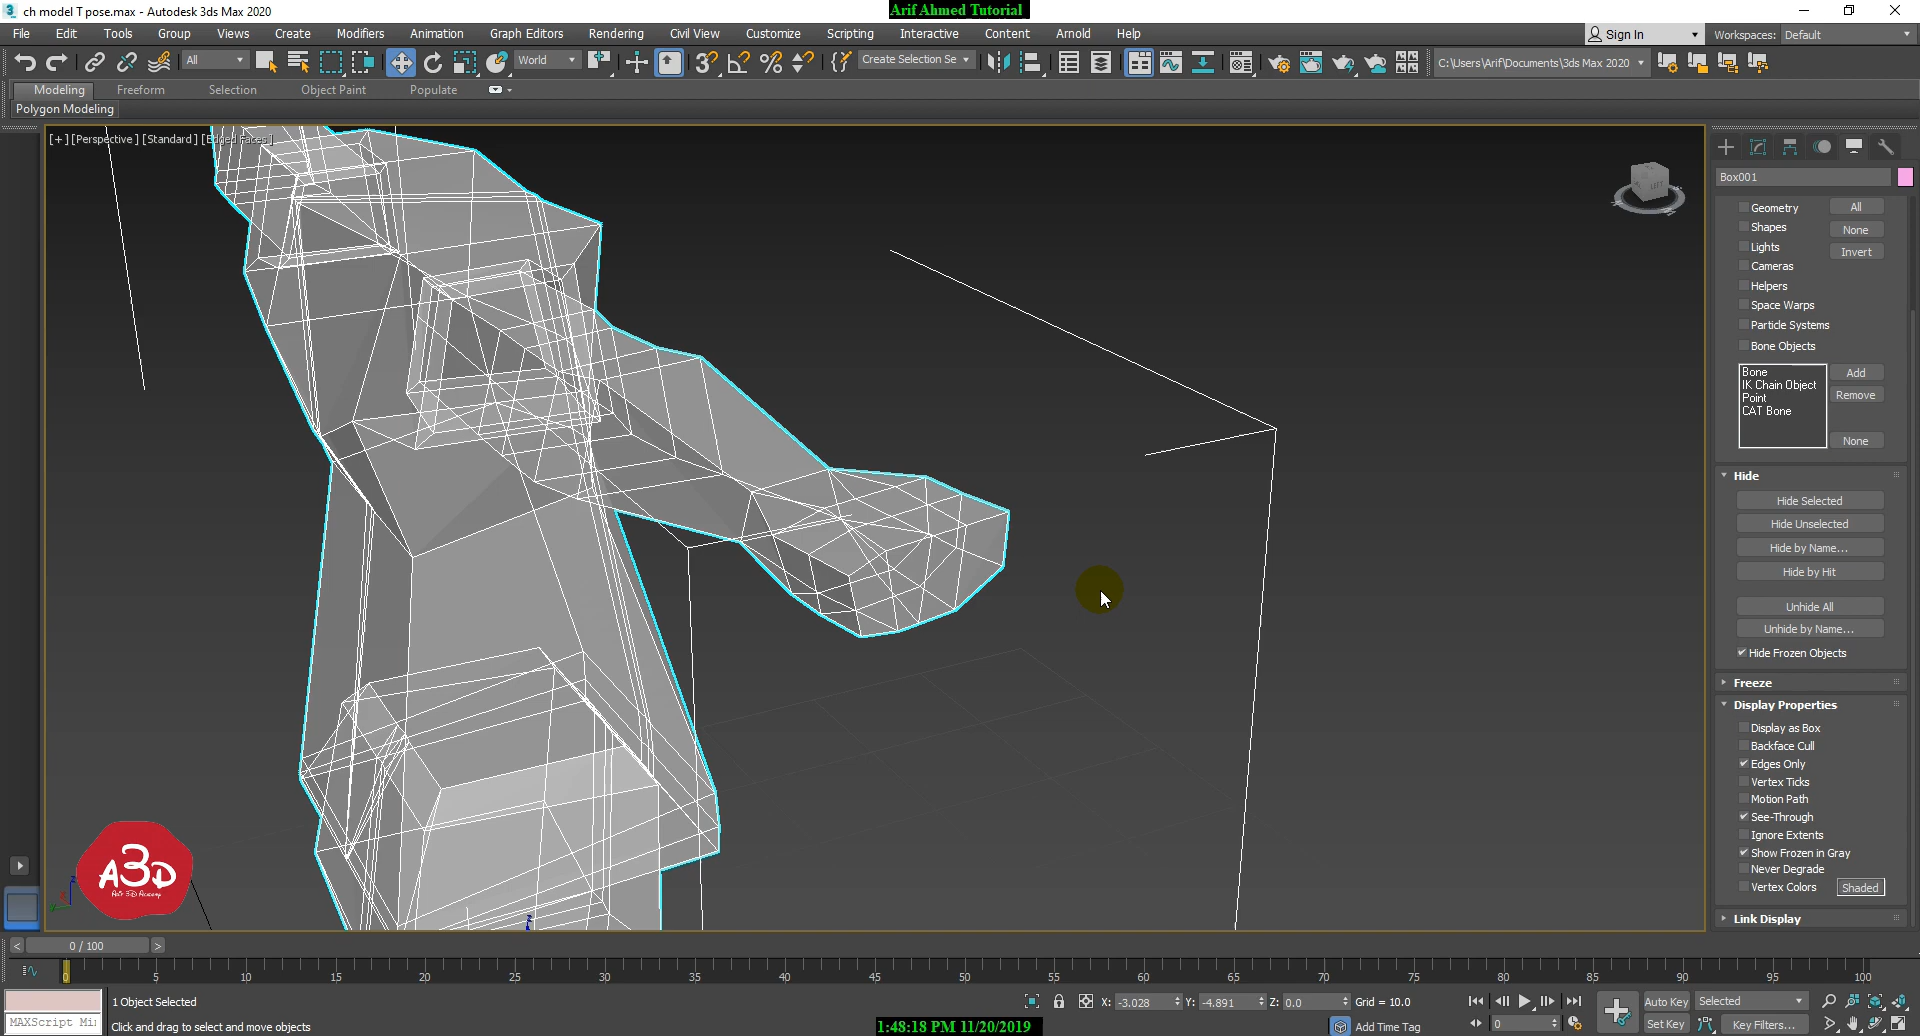 ch model T pose.max - Autodesk 3ds Max 2020
Arif Ahmed Tutorial
File Edit Tools Group Views Create Modifiers Animation Graph Editors Rendering Civil View Customize Scripting Interactive Content Arnold Help
Sign In
Workspaces: Default
All
World
Create Selection Se
C:\Users\Arif\Documents\3ds Max 2020
Modeling Freeform Selection Object Paint Populate
Polygon Modeling
[+] [Perspective] [Standard] [Edged Faces]
LEFT
Box001
Geometry All
Shapes
None
Lights
Invert
Cameras
Helpers
Space Warps
Particle Systems
Bone Objects
Bone Add
IK Chain Object
Point Remove
CAT Bone
None
Hide
Hide Selected
Hide Unselected
Hide by Name...
Hide by Hit
Unhide All
Unhide by Name...
Hide Frozen Objects
Freeze
Display Properties
Display as Box
Backface Cull
Edges Only
Vertex Ticks
Motion Path
See-Through
Ignore Extents
Show Frozen in Gray
Never Degrade
Vertex Colors Shaded
Link Display
A3D
Arif 3D Academy
z
< 0 / 100 >
0 5 10 15 20 25 30 35 40 45 50 55 60 65 70 75 80 85 90 95 100
1 Object Selected
X: -3.028 Y: -4.891 Z: 0.0 Grid = 10.0
Auto Key Selected
MAXScript Mi
Click and drag to select and move objects
1:48:18 PM 11/20/2019
Add Time Tag
0
Set Key Key Filters...